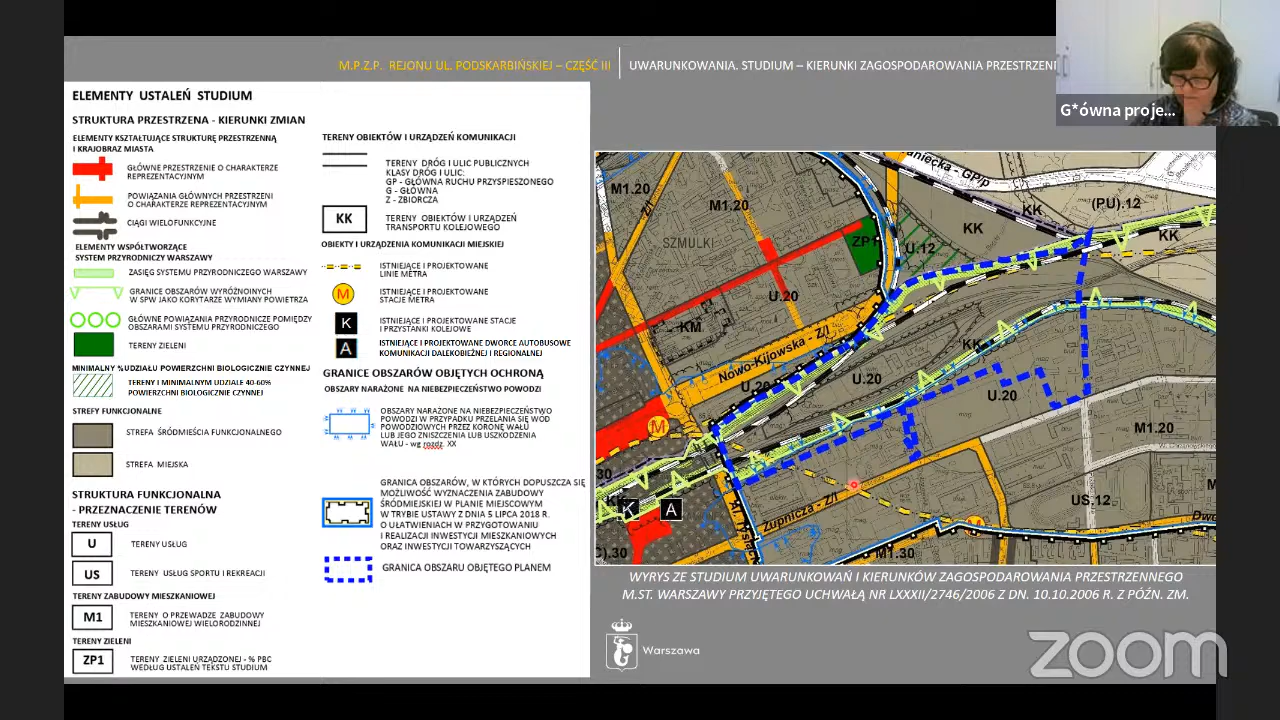 M.P.Z.P. REJONU UL. PODSKARBIŃSKIEJ – CZĘŚĆ III
UWARUNKOWANIA. STUDIUM – KIERUNKI ZAGOSPODAROWANIA PRZESTRZEN
G*ówna proje...
ELEMENTY USTALEŃ STUDIUM
STRUKTURA PRZESTRZENA - KIERUNKI ZMIAN
ELEMENTY KSZTAŁTUJĄCE STRUKTURĘ PRZESTRZENNĄ
I KRAJOBRAZ MIASTA
GŁÓWNE PRZESTRZENIE O CHARAKTERZE
REPREZENTACYJNYM
POWIĄZANIA GŁÓWNYCH PRZESTRZENI
O CHARAKTERZE REPREZENTACYJNYM
CIĄGI WIELOFUNKCYJNE
ELEMENTY WSPÓŁTWORZĄCE
SYSTEM PRZYRODNICZY WARSZAWY
ZASIĘG SYSTEMU PRZYRODNICZEGO WARSZAWY
GRANICE OBSZARÓW WYRÓŻNIONYCH
W SPW JAKO KORYTARZE WYMIANY POWIETRZA
GŁÓWNE POWIĄZANIA PRZYRODNICZE POMIĘDZY
OBSZARAMI SYSTEMU PRZYRODNICZEGO
TERENY ZIELENI
MINIMALNY %UDZIAŁU POWIERZCHNI BIOLOGICZNIE CZYNNEJ
TERENY I MINIMALNYM UDZIALE 40-60%
POWIERZCHNI BIOLOGICZNIE CZYNNEJ
STREFY FUNKCJONALNE
STREFA ŚRÓDMIEŚCIA FUNKCJONALNEGO
STREFA MIEJSKA
STRUKTURA FUNKCJONALNA
- PRZEZNACZENIE TERENÓW
TERENY USŁUG
U
TERENY USŁUG
US
TERENY USŁUG SPORTU I REKREACJI
TERENY ZABUDOWY MIESZKANIOWEJ
M1
TERENY O PRZEWADZE ZABUDOWY
MIESZKANIOWEJ WIELORODZINNEJ
TERENY ZIELENI
ZP1
TERENY ZIELENI URZĄDZONEJ - % PBC
WEDŁUG USTALEŃ TEKSTU STUDIUM
TERENY OBIEKTÓW I URZĄDZEŃ KOMUNIKACJI
TERENY DRÓG I ULIC PUBLICZNYCH
KLASY DRÓG I ULIC:
GP - GŁÓWNA RUCHU PRZYSPIESZONEGO
G - GŁÓWNA
Z - ZBIORCZA
KK
TERENY OBIEKTÓW I URZĄDZEŃ
TRANSPORTU KOLEJOWEGO
OBIEKTY I URZĄDZENIA KOMUNIKACJI MIEJSKIEJ
ISTNIEJĄCE I PROJEKTOWANE
LINIE METRA
M
ISTNIEJĄCE I PROJEKTOWANE
STACJE METRA
K
ISTNIEJĄCE I PROJEKTOWANE STACJE
I PRZYSTANKI KOLEJOWE
A
ISTNIEJĄCE I PROJEKTOWANE DWORCE AUTOBUSOWE
KOMUNIKACJI DALEKOBIEŻNEJ I REGIONALNEJ
GRANICE OBSZARÓW OBJĘTYCH OCHRONĄ
OBSZARY NARAŻONE NA NIEBEZPIECZEŃSTWO POWODZI
OBSZARY NARAŻONE NA NIEBEZPIECZEŃSTWO
POWODZI W PRZYPADKU PRZELANIA SIĘ WOD
POWODZIOWYCH PRZEZ KORONĘ WAŁU
LUB JEGO ZNISZCZENIA LUB USZKODZENIA
WAŁU - wg rozdz. XX
GRANICA OBSZARÓW, W KTÓRYCH DOPUSZCZA SIĘ
MOŻLIWOŚĆ WYZNACZENIA ZABUDOWY
ŚRÓDMIEJSKIEJ W PLANIE MIEJSCOWYM
W TRYBIE USTAWY Z DNIA 5 LIPCA 2018 R.
O UŁATWIENIACH W PRZYGOTOWANIU
I REALIZACJI INWESTYCJI MIESZKANIOWYCH
ORAZ INWESTYCJI TOWARZYSZĄCYCH
GRANICA OBSZARU OBJĘTEGO PLANEM
M1.20
Z/I
M1.20
SZMULKI
ZP1
U.12
KK
KK
(PU).12
KK
U.20
KM
Nowo-Kijowska - Z/I
U.20
U.20
KK
U.20
M1.20
M
.30
K
A
Żupnicza - Z/I
US.12
M1.30
C).30
WYRYS ZE STUDIUM UWARUNKOWAŃ I KIERUNKÓW ZAGOSPODAROWANIA PRZESTRZENNEGO
M.ST. WARSZAWY PRZYJĘTEGO UCHWAŁĄ NR LXXXII/2746/2006 Z DN. 10.10.2006 R. Z PÓŹN. ZM.
Warszawa
zoom